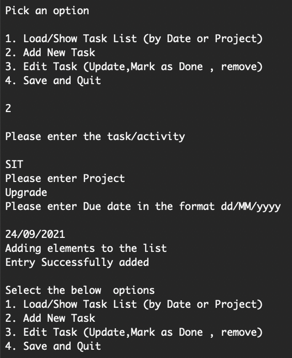 Pick an option
1. Load/Show Task List (by Date or Project)
2. Add New Task
3. Edit Task (Update,Mark as Done , remove)
4. Save and Quit
2
Please enter the task/activity
SIT
Please enter Project
Upgrade
Please enter Due date in the format dd/MM/yyyy
24/09/2021
Adding elements to the list
Entry Successfully added
Select the below  options
1. Load/Show Task List (by Date or Project)
2. Add New Task
3. Edit Task (Update,Mark as Done , remove)
4. Save and Quit